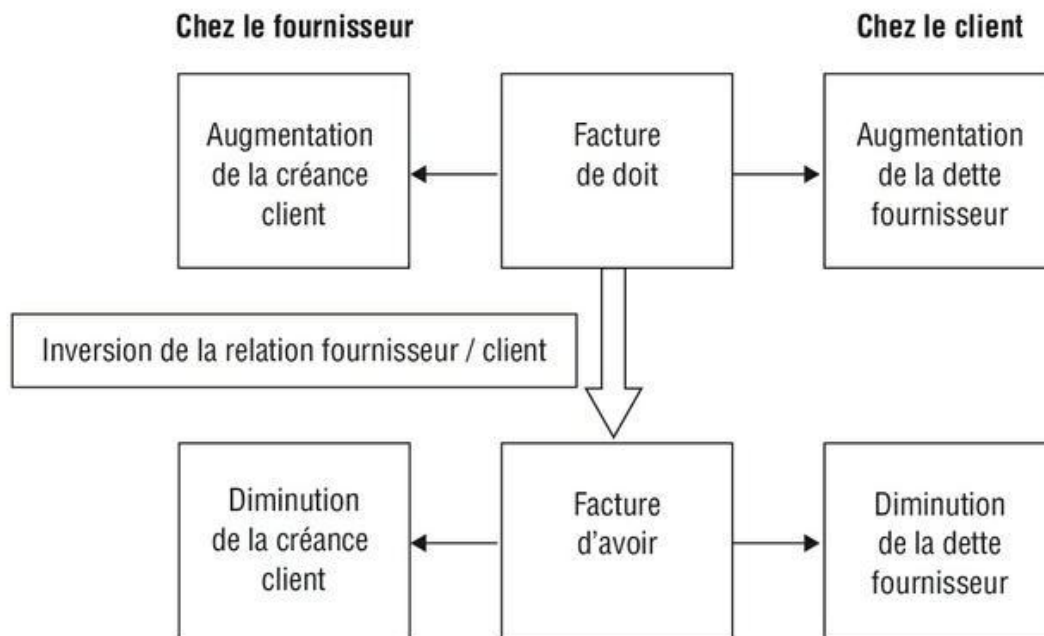 Chez le fournisseur
Chez le client
Augmentation
de la créance
client
Facture
de doit
Augmentation
de la dette
fournisseur
Inversion de la relation fournisseur / client
Diminution
de la créance
client
Facture
d'avoir
Diminution
de la dette
fournisseur